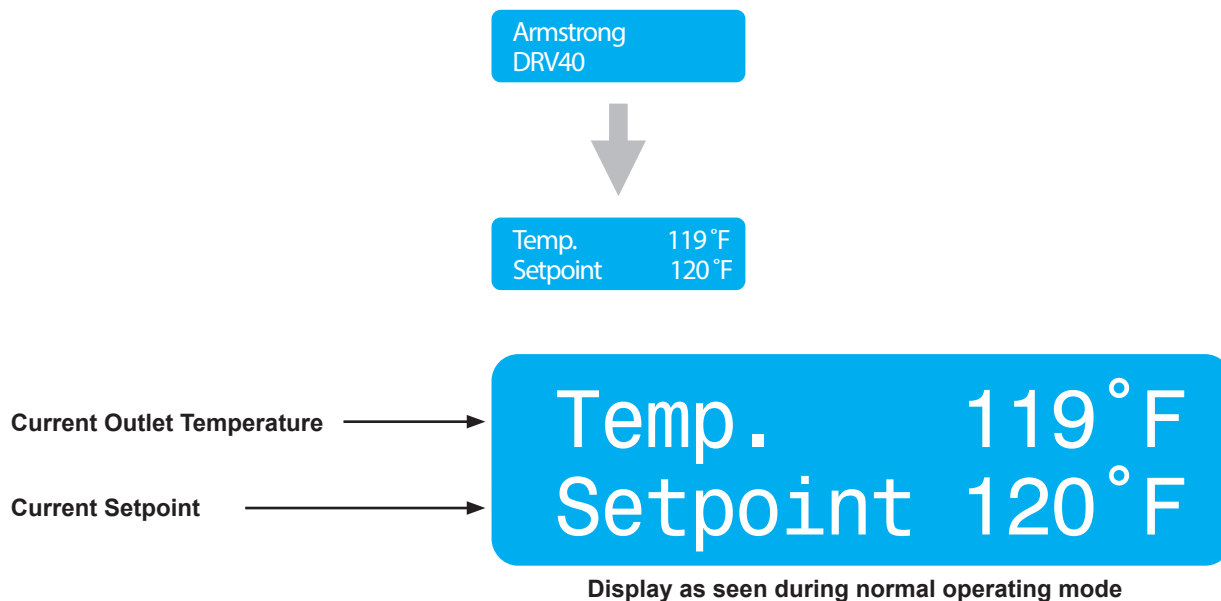 Armstrong
DRV40
Temp. 119°F
Setpoint 120°F
Current Outlet Temperature
Temp. 119°F
Current Setpoint
Setpoint 120°F
Display as seen during normal operating mode